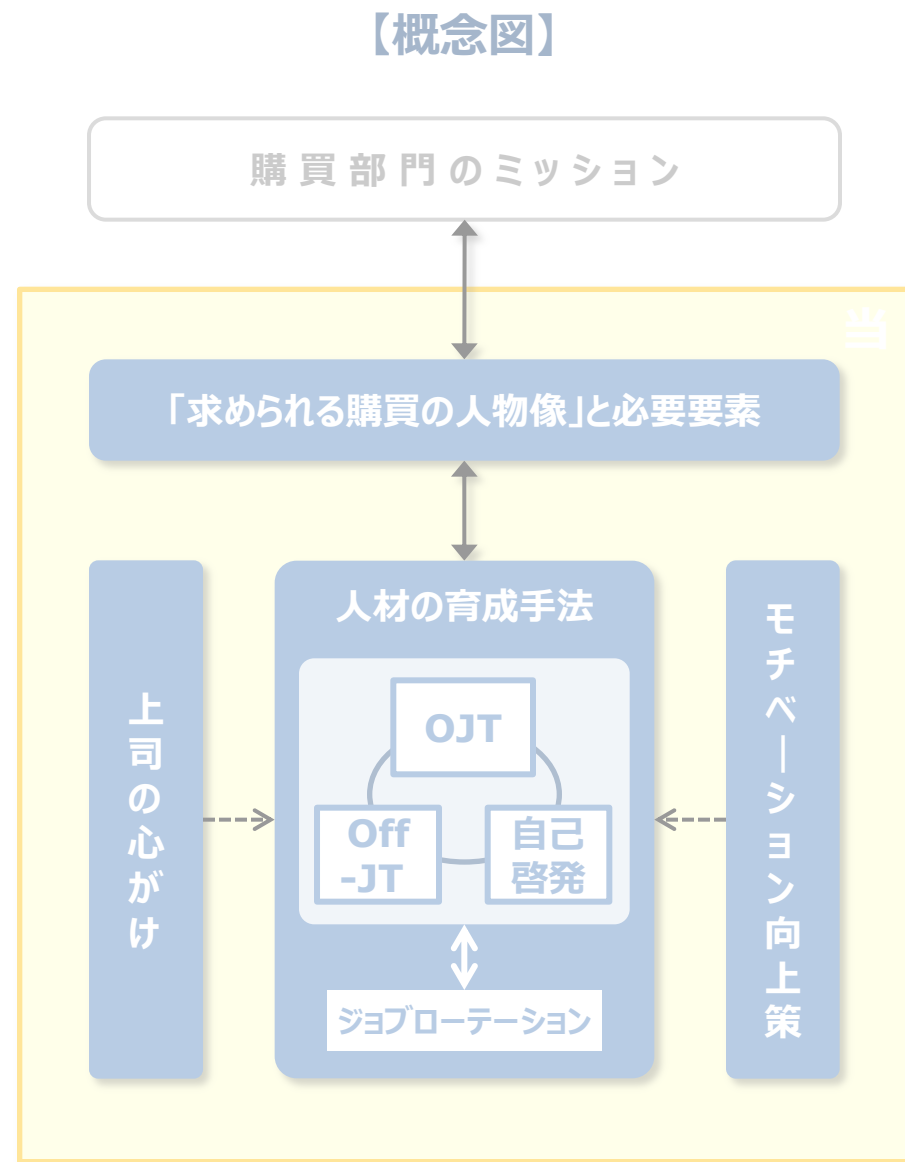 【概念図】
購買部門のミッション
当
「求められる購買の人物像」と必要要素
人材の育成手法
上司の心がけ
OJT
Off
-JT
自己
啓発
ジョブローテーション
モチベーション向上策